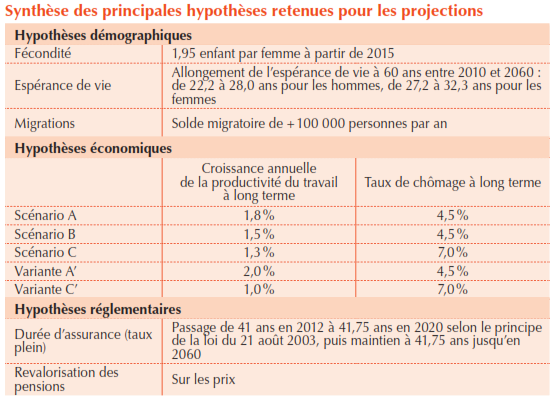 Synthèse des principales hypothèses retenues pour les projections
Hypothèses démographiques
Fécondité 1,95 enfant par femme à partir de 2015
Espérance de vie Allongement de l'espérance de vie à 60 ans entre 2010 et 2060 :
de 22,2 à 28,0 ans pour les hommes, de 27,2 à 32,3 ans pour les
femmes
Migrations Solde migratoire de + 100 000 personnes par an
Hypothèses économiques
Croissance annuelle
de la productivité du travail
à long terme
Taux de chômage à long terme
Scénario A 1,8 % 4,5 %
Scénario B 1,5 % 4,5 %
Scénario C 1,3 % 7,0 %
Variante A' 2,0 % 4,5 %
Variante C' 1,0 % 7,0 %
Hypothèses réglementaires
Durée d'assurance (taux
plein)
Passage de 41 ans en 2012 à 41,75 ans en 2020 selon le principe
de la loi du 21 août 2003, puis maintien à 41,75 ans jusqu'en
2060
Revalorisation des
pensions
Sur les prix